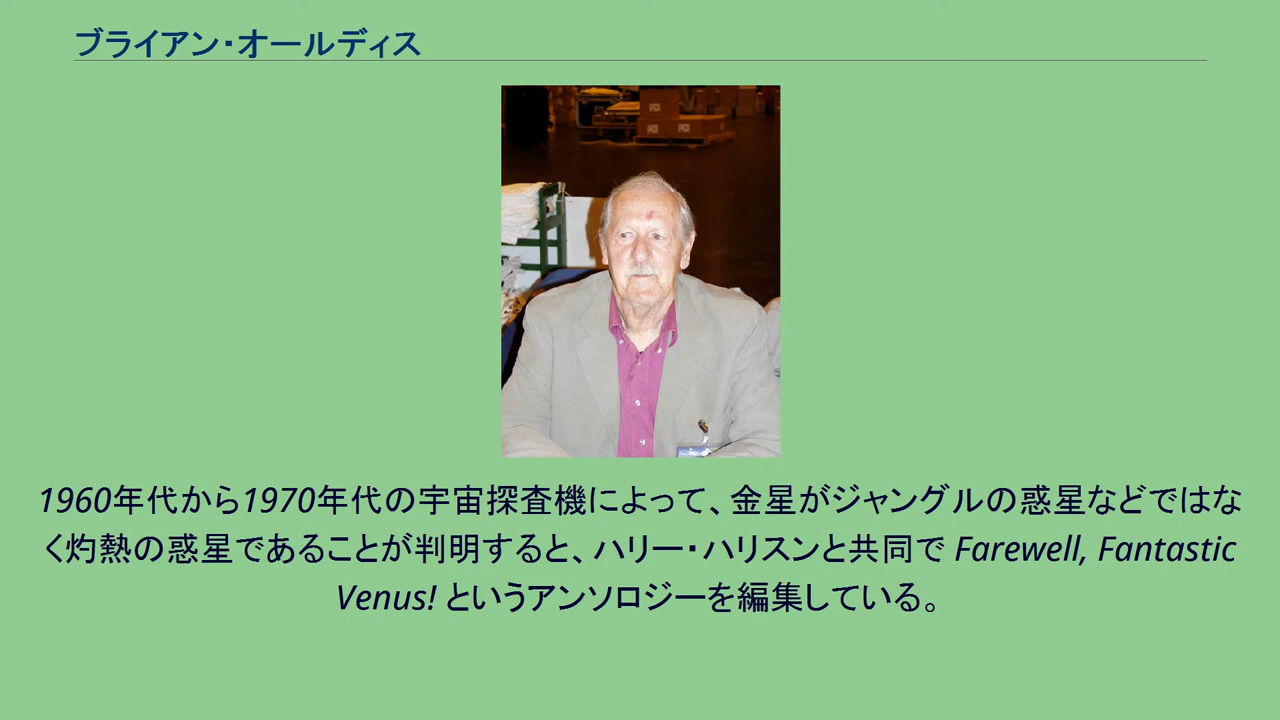 ブライアン・オールディス
1960年代から1970年代の宇宙探査機によって、金星がジャングルの惑星などではな
く灼熱の惑星であることが判明すると、ハリー・ハリスンと共同で Farewell, Fantastic
Venus! というアンソロジーを編集している。